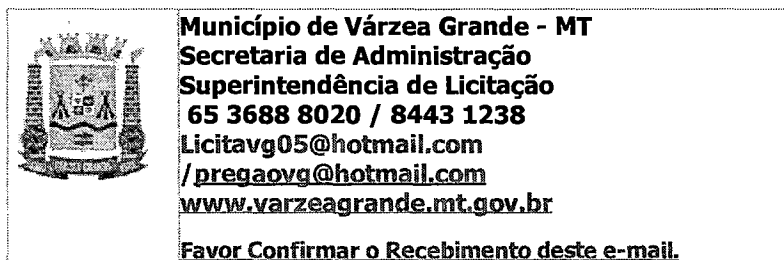 Município de Várzea Grande - MT
Secretaria de Administração
Superintendência de Licitação
65 3688 8020 / 8443 1238
Licitavg05@hotmail.com
/pregaovg@hotmail.com
www.varzeagrande.mt.gov.br
Favor Confirmar o Recebimento deste e-mail.